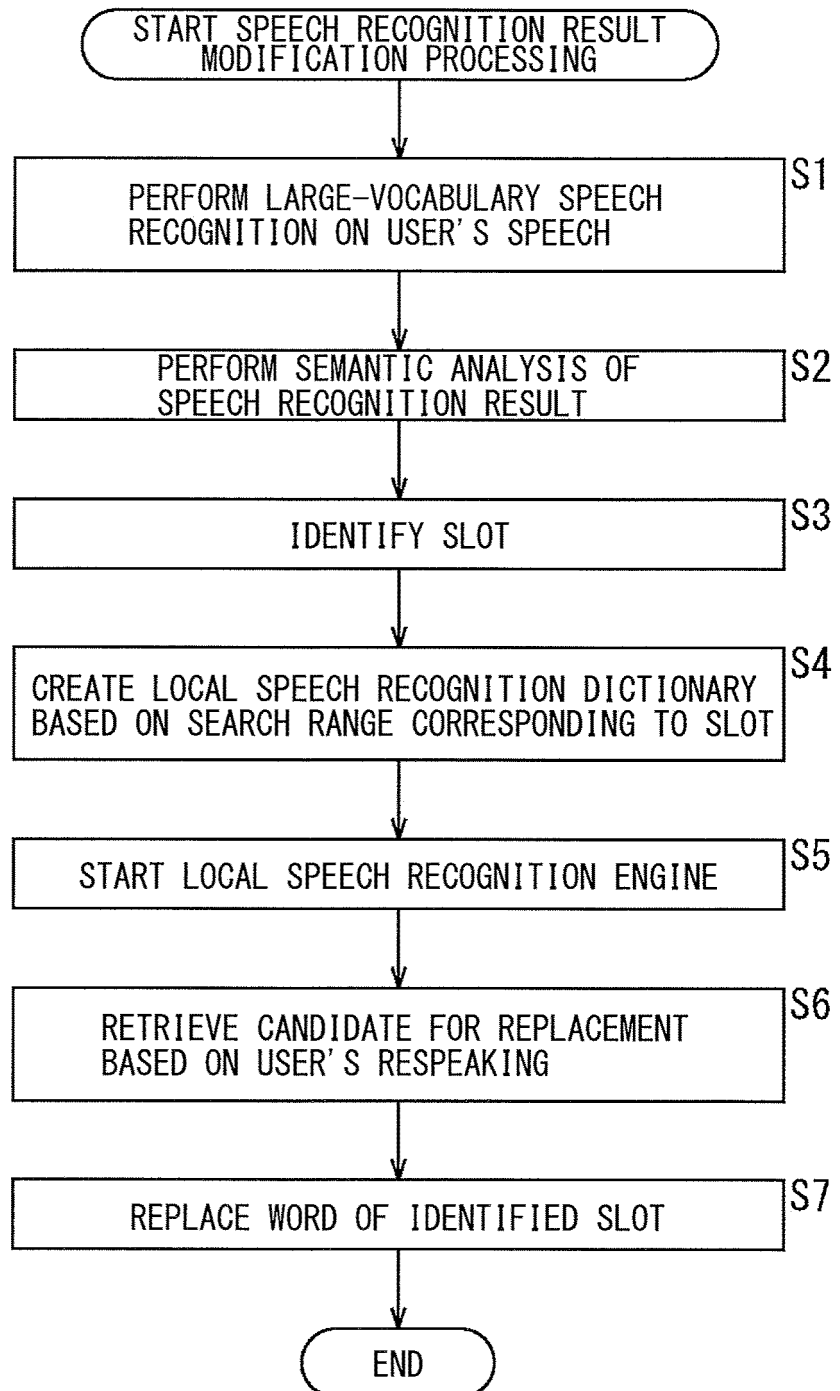 START SPEECH RECOGNITION RESULT
MODIFICATION PROCESSING
S1
PERFORM LARGE-VOCABULARY SPEECH
RECOGNITION ON USER'S SPEECH
S2
PERFORM SEMANTIC ANALYSIS OF
SPEECH RECOGNITION RESULT
S3
IDENTIFY SLOT
S4
CREATE LOCAL SPEECH RECOGNITION DICTIONARY
BASED ON SEARCH RANGE CORRESPONDING TO SLOT
S5
START LOCAL SPEECH RECOGNITION ENGINE
S6
RETRIEVE CANDIDATE FOR REPLACEMENT
BASED ON USER'S RESPEAKING
S7
REPLACE WORD OF IDENTIFIED SLOT
END